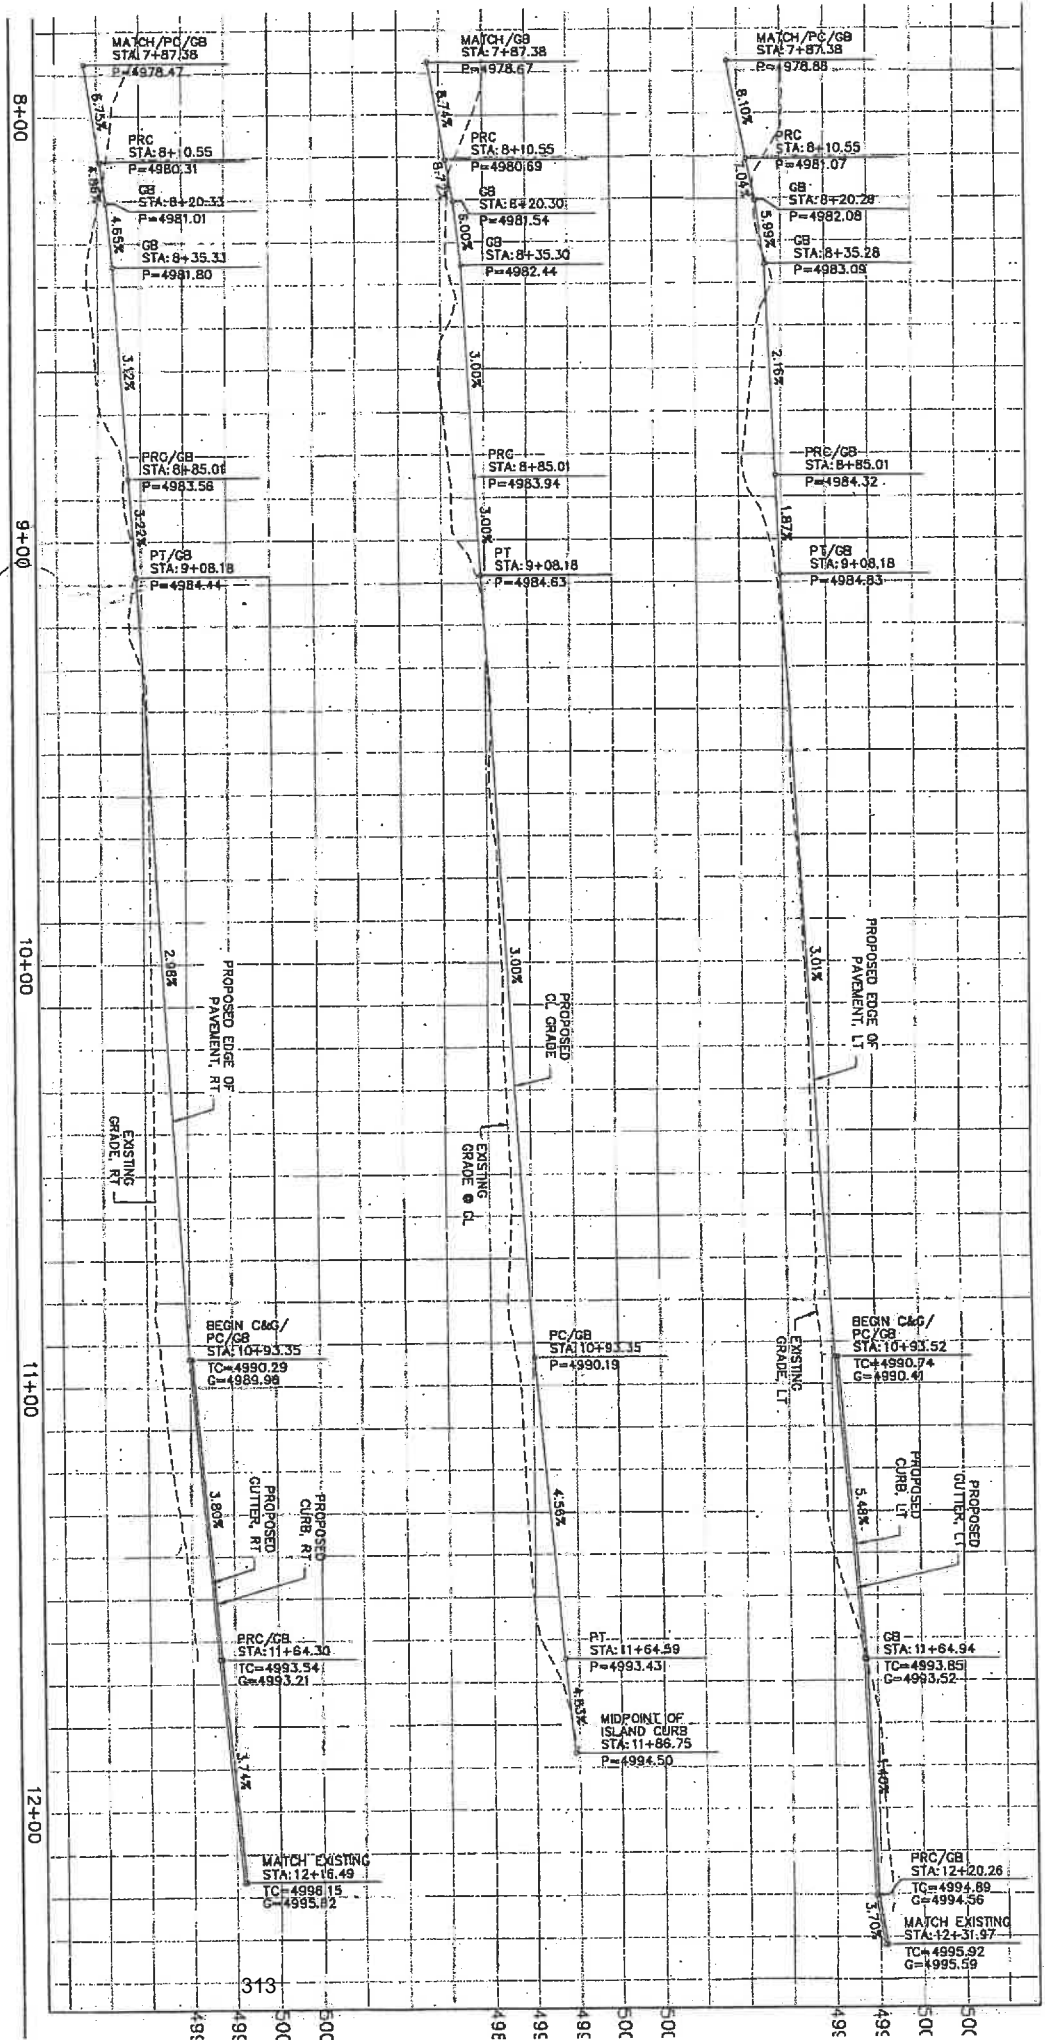 MATCH/PC/GB
STA: 7+87.38
P=4978.47
6.75%
PRC
STA: 8+10.55
P=4980.31
GB
STA: 8+20.33
P=4981.01
4.65%
GB
STA: 8+35.33
P=4981.80
3.12%
PRC/GB
STA: 8+85.01
P=4983.56
3.22%
PT/GB
STA: 9+08.18
P=4984.44
2.98%
PROPOSED EDGE OF
PAVEMENT, RT
EXISTING
GRADE, RT
BEGIN C&G/
PC/GB
STA: 10+93.35
TC=4990.29
G=4989.96
3.80%
PROPOSED
GUTTER, RT
PROPOSED
CURB, RT
PRC/GB
STA: 11+64.30
TC=4993.54
G=4993.21
3.74%
MATCH EXISTING
STA: 12+16.49
TC=4996.15
G=4995.82
MATCH/GB
STA: 7+87.38
P=4978.67
8.74%
PRC
STA: 8+10.55
P=4980.69
GB
STA: 8+20.30
P=4981.54
6.00%
GB
STA: 8+35.30
P=4982.44
3.00%
PRC
STA: 8+85.01
P=4983.94
3.00%
PT
STA: 9+08.18
P=4984.63
3.00%
PROPOSED
CL GRADE
EXISTING
GRADE @ CL
PC/GB
STA: 10+93.35
P=4990.19
4.56%
PT
STA: 11+64.59
P=4993.43
4.83%
MIDPOINT OF
ISLAND CURB
STA: 11+86.75
P=4994.50
MATCH/PC/GB
STA: 7+87.38
P=4978.88
8.10%
PRC
STA: 8+10.55
P=4981.07
GB
STA: 8+20.28
P=4982.08
5.99%
GB
STA: 8+35.28
P=4983.09
2.16%
PRC/GB
STA: 8+85.01
P=4984.32
1.87%
PT/GB
STA: 9+08.18
P=4984.83
3.01%
PROPOSED EDGE OF
PAVEMENT, LT
EXISTING
GRADE, LT
BEGIN C&G/
PC/GB
STA: 10+93.52
TC=4990.74
G=4990.41
5.48%
PROPOSED
CURB, LT
PROPOSED
GUTTER, LT
GB
STA: 11+64.94
TC=4993.85
G=4993.52
1.40%
PRC/GB
STA: 12+20.26
TC=4994.89
G=4994.56
3.70%
MATCH EXISTING
STA: 12+31.97
TC=4995.92
G=4995.59
8+00
9+00
10+00
11+00
12+00
313